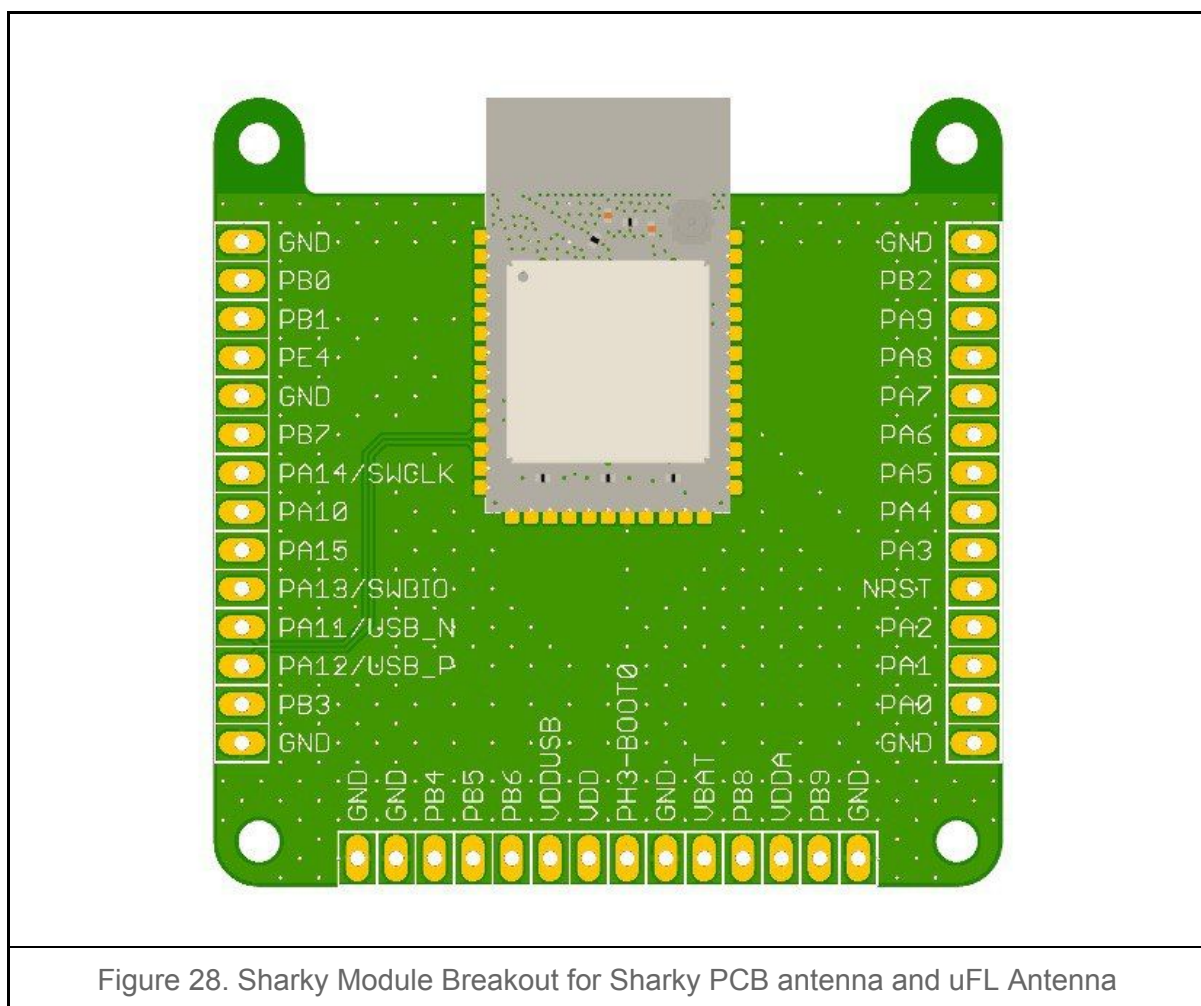 GND
PB0
PB1
PE4
GND
PB7
PA14/SWCLK
PA10
PA15
PA13/SWDIO
PA11/USB_N
PA12/USB_P
PB3
GND
GND
PB2
PA9
PA8
PA7
PA6
PA5
PA4
PA3
NRST
PA2
PA1
PA0
GND
GND
GND
PB4
PB5
PB6
VDDUSB
VDD
PH3-BOOT0
GND
VBAT
PB8
VDDA
PB9
GND
Figure 28. Sharky Module Breakout for Sharky PCB antenna and uFL Antenna